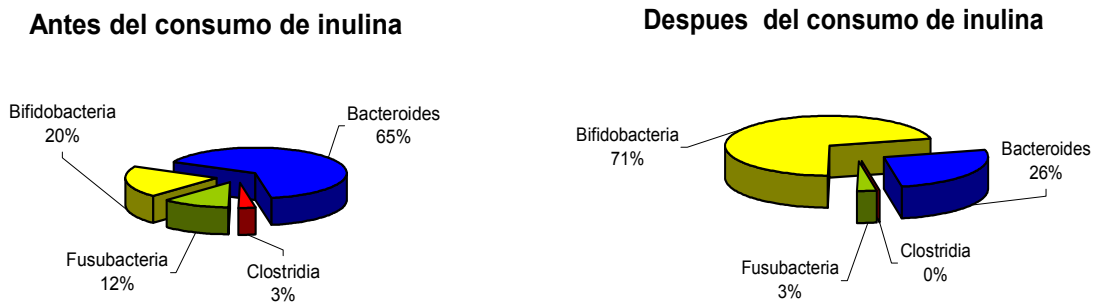 Antes del consumo de inulina
Bifidobacteria
20%
Bacteroides
65%
Fusubacteria
12%
Clostridia
3%
Despues del consumo de inulina
Bifidobacteria
71%
Bacteroides
26%
Clostridia
0%
Fusubacteria
3%